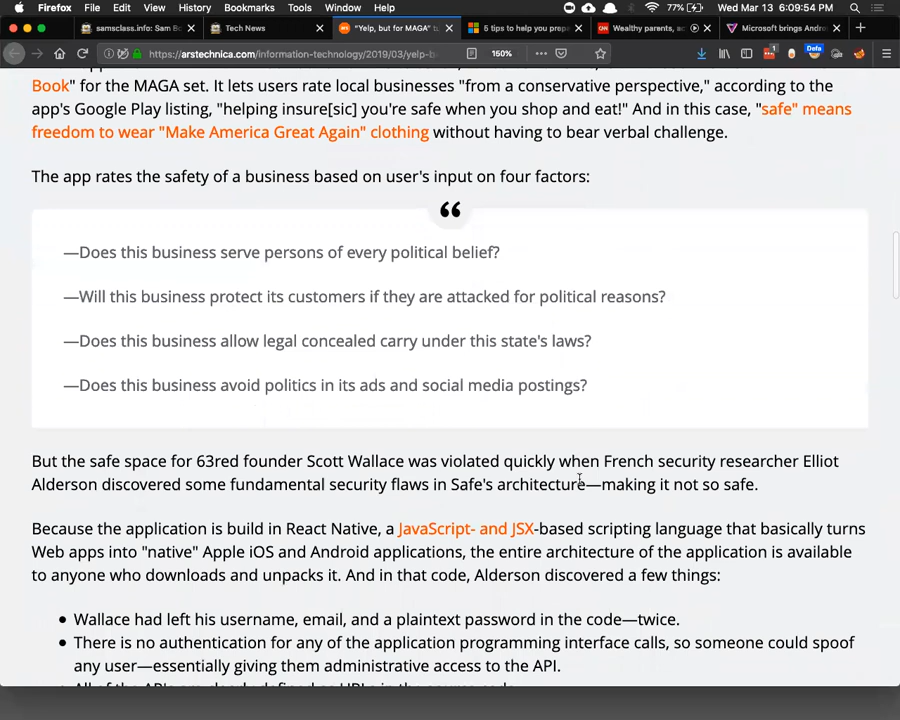 Firefox File Edit View History Bookmarks Tools Window Help 77% Wed Mar 13 6:09:54 PM
samsclass.info: Sam Bo Tech News "Yelp, but for MAGA" tu 5 tips to help you prepa Wealthy parents, ac Microsoft brings Andro
https://arstechnica.com/information-technology/2019/03/yelp-b 150%
Book" for the MAGA set. It lets users rate local businesses "from a conservative perspective," according to the
app's Google Play listing, "helping insure[sic] you're safe when you shop and eat!" And in this case, "safe" means
freedom to wear "Make America Great Again" clothing without having to bear verbal challenge.
The app rates the safety of a business based on user's input on four factors:
—Does this business serve persons of every political belief?
—Will this business protect its customers if they are attacked for political reasons?
—Does this business allow legal concealed carry under this state's laws?
—Does this business avoid politics in its ads and social media postings?
But the safe space for 63red founder Scott Wallace was violated quickly when French security researcher Elliot
Alderson discovered some fundamental security flaws in Safe's architecture—making it not so safe.
Because the application is build in React Native, a JavaScript- and JSX-based scripting language that basically turns
Web apps into "native" Apple iOS and Android applications, the entire architecture of the application is available
to anyone who downloads and unpacks it. And in that code, Alderson discovered a few things:
Wallace had left his username, email, and a plaintext password in the code—twice.
There is no authentication for any of the application programming interface calls, so someone could spoof
any user—essentially giving them administrative access to the API.